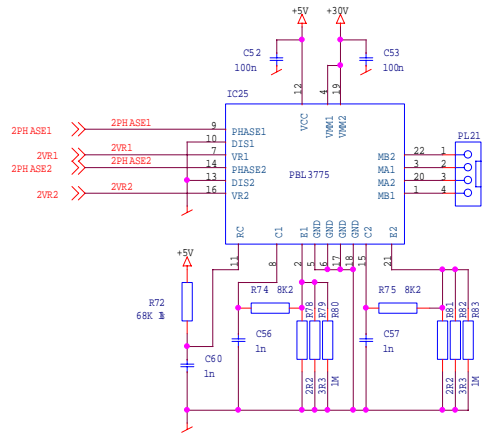 +5V +30V
C52 C53
100n 100n
IC25
12 4 19
VCC VMM1 VMM2
PL21
2PHASE1 2PHASE1 9 PHASE1
10 DIS1
2VR1 2VR1 7 VR1 MB2 22 1
2PHASE2 2PHASE2 14 PHASE2 MA1 3 2
PBL3775
13 DIS2 MA2 20 3
2VR2 2VR2 16 VR2 MB1 1 4
RC C1 E1 GND GND GND GND C2 E2
11 8 2 5 6 17 18 15 21
+5V
R74 8K2 R75 8K2
R72
68K
R78 R79 R80 R81 R82 R83
C56 C57
1n 1n
C60
1n
2R2 3R3 1M 2R2 3R3 1M